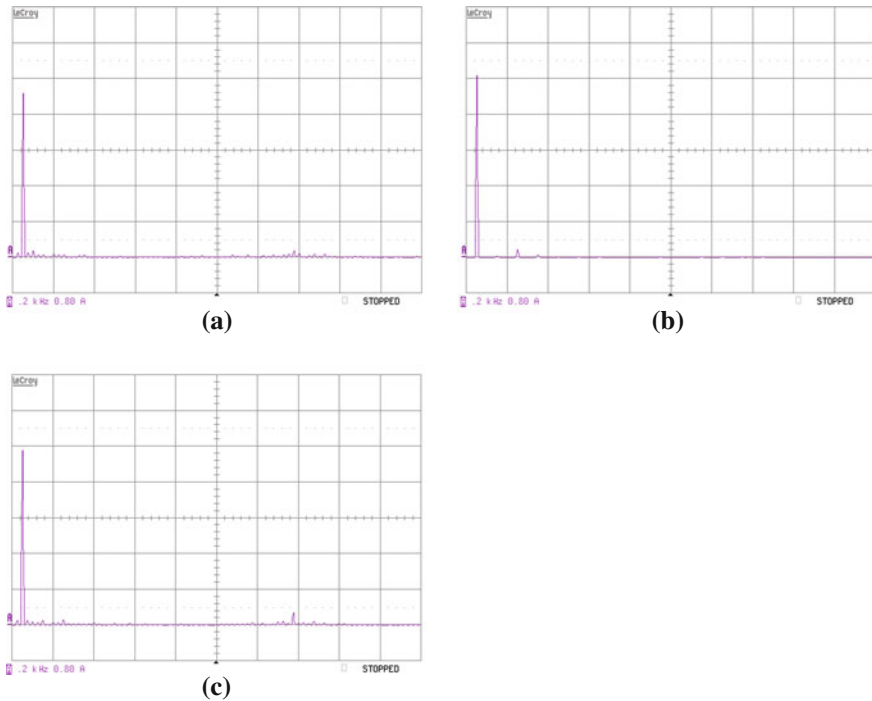 LeCroy
LeCroy
A
A
A .2 kHz 0.80 A
STOPPED
A .2 kHz 0.80 A
STOPPED
(a)
(b)
LeCroy
A
A .2 kHz 0.80 A
STOPPED
(c)